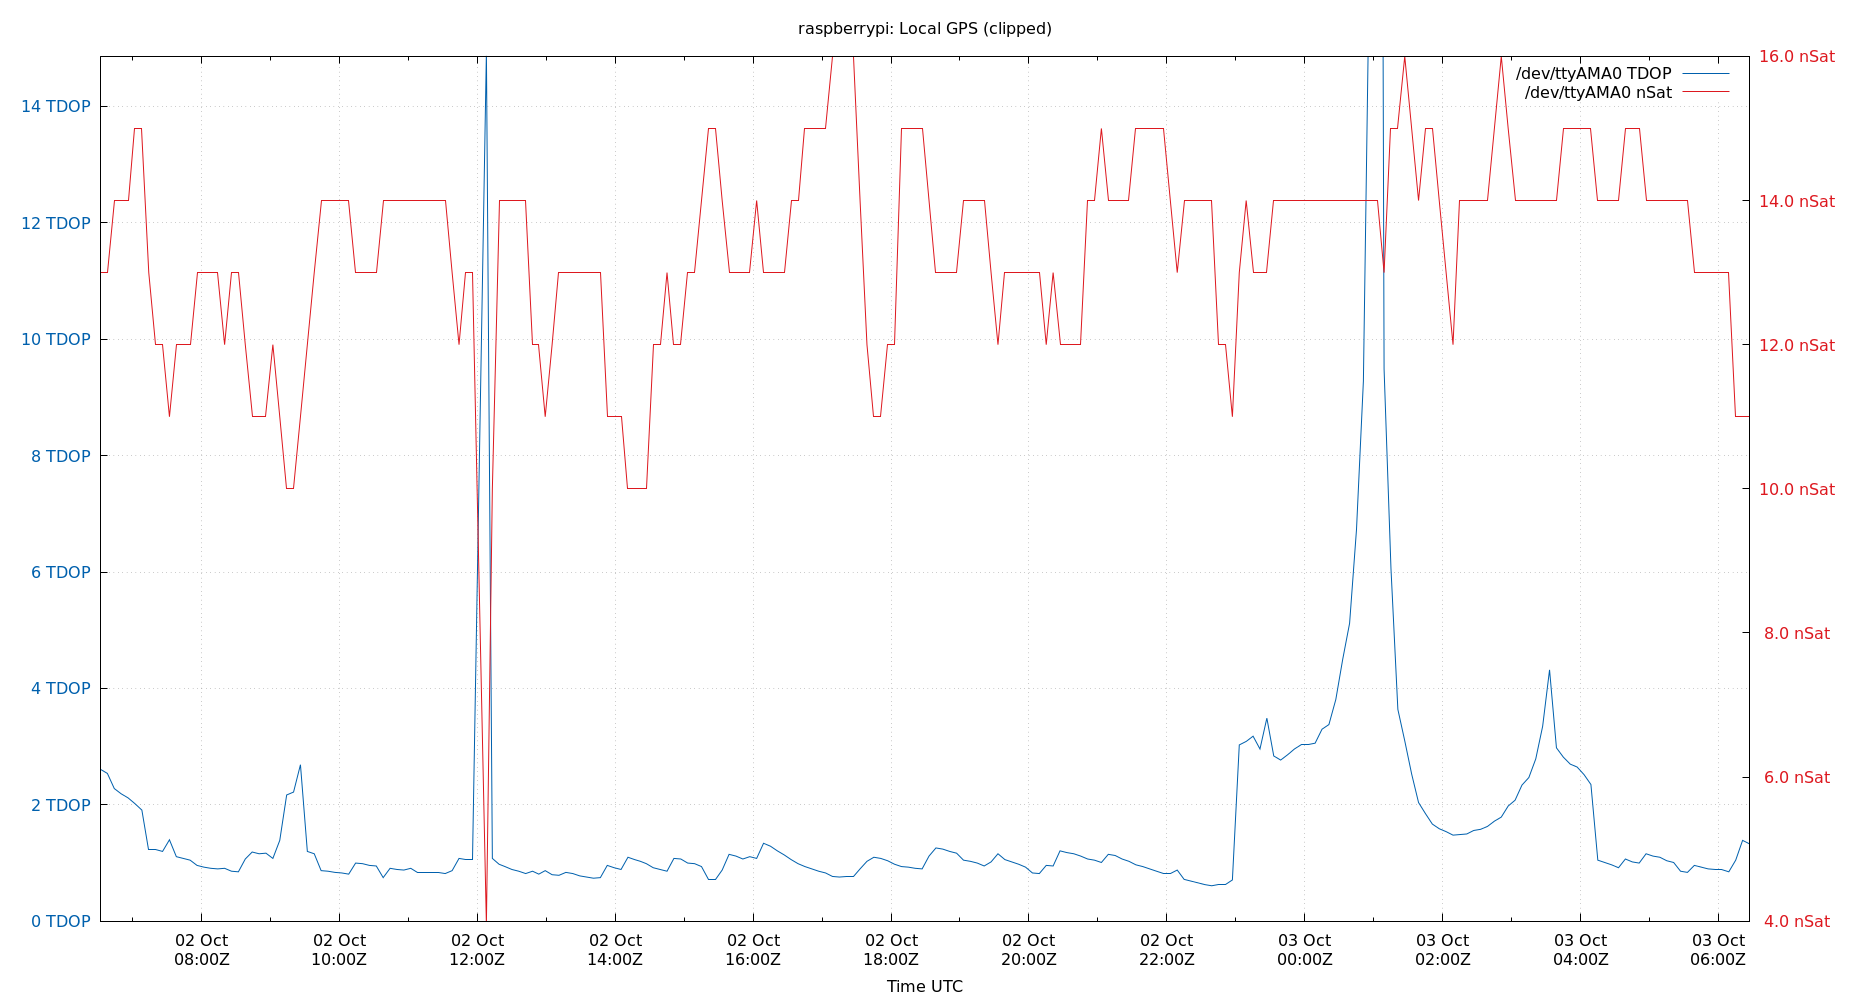 raspberrypi: Local GPS (clipped)
/dev/ttyAMA0 TDOP
/dev/ttyAMA0 nSat
14 TDOP
12 TDOP
10 TDOP
8 TDOP
6 TDOP
4 TDOP
2 TDOP
0 TDOP
16.0 nSat
14.0 nSat
12.0 nSat
10.0 nSat
8.0 nSat
6.0 nSat
4.0 nSat
02 Oct
08:00Z
02 Oct
10:00Z
02 Oct
12:00Z
02 Oct
14:00Z
02 Oct
16:00Z
02 Oct
18:00Z
02 Oct
20:00Z
02 Oct
22:00Z
03 Oct
00:00Z
03 Oct
02:00Z
03 Oct
04:00Z
03 Oct
06:00Z
Time UTC